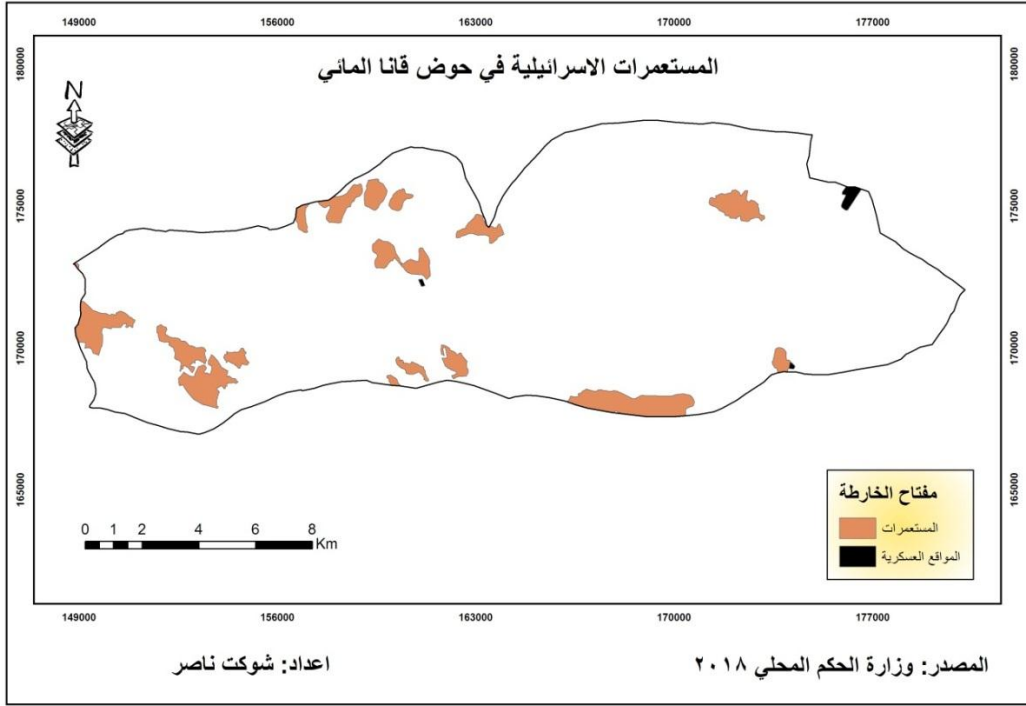 149000 156000 163000 170000 177000
180000 180000
المستعمرات الاسرائيلية في حوض قانا المائي
N
175000 175000
170000 170000
165000 165000
مفتاح الخارطة
المستعمرات
المواقع العسكرية
0 1 2 4 6 8
Km
149000 156000 163000 170000 177000
المصدر: وزارة الحكم المحلي ٢٠١٨
اعداد: شوكت ناصر